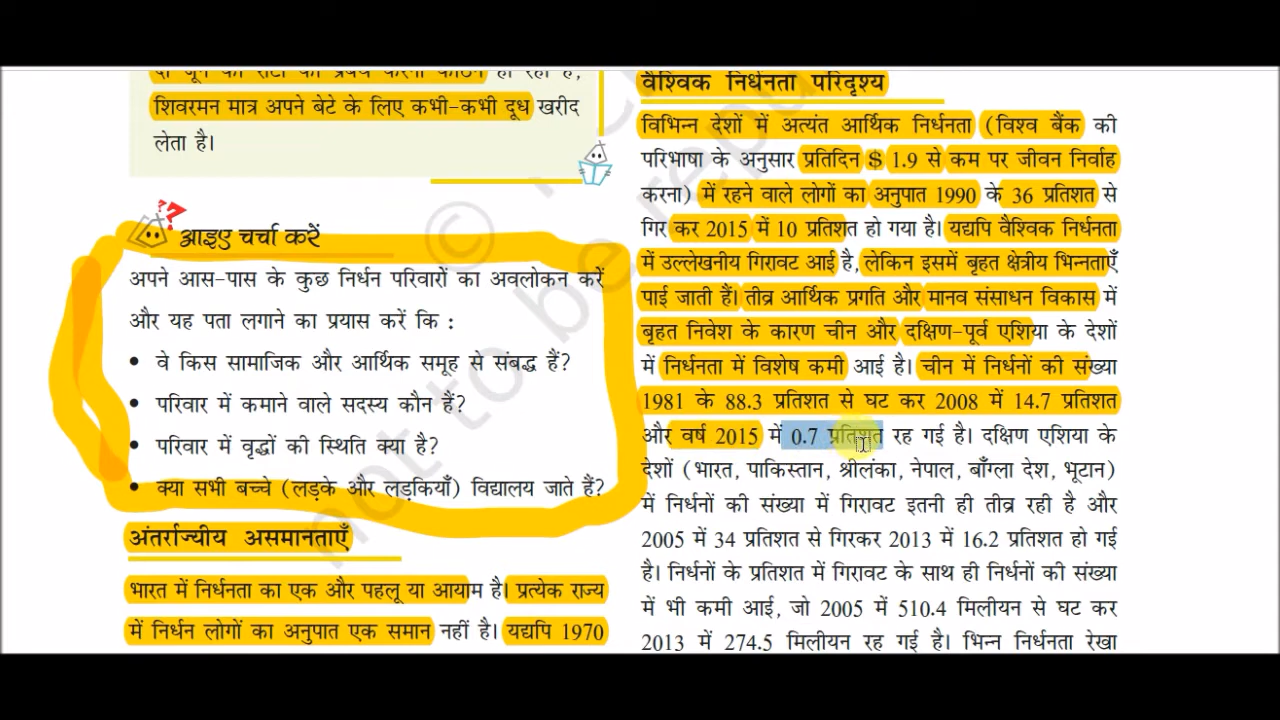 दो जून की रोटी का प्रबंध करना कठिन हो रहा है,
शिवरमन मात्र अपने बेटे के लिए कभी-कभी दूध खरीद
लेता है।
??
आइए चर्चा करें
अपने आस-पास के कुछ निर्धन परिवारों का अवलोकन करें
और यह पता लगाने का प्रयास करें कि :
• वे किस सामाजिक और आर्थिक समूह से संबद्ध हैं?
• परिवार में कमाने वाले सदस्य कौन हैं?
• परिवार में वृद्धों की स्थिति क्या है?
• क्या सभी बच्चे (लड़के और लड़कियाँ) विद्यालय जाते हैं?
अंतर्राज्यीय असमानताएँ
भारत में निर्धनता का एक और पहलू या आयाम है। प्रत्येक राज्य
में निर्धन लोगों का अनुपात एक समान नहीं है। यद्यपि 1970
वैश्विक निर्धनता परिदृश्य
विभिन्न देशों में अत्यंत आर्थिक निर्धनता (विश्व बैंक की
परिभाषा के अनुसार प्रतिदिन $ 1.9 से कम पर जीवन निर्वाह
करना) में रहने वाले लोगों का अनुपात 1990 के 36 प्रतिशत से
गिर कर 2015 में 10 प्रतिशत हो गया है। यद्यपि वैश्विक निर्धनता
में उल्लेखनीय गिरावट आई है, लेकिन इसमें बृहत क्षेत्रीय भिन्नताएँ
पाई जाती हैं। तीव्र आर्थिक प्रगति और मानव संसाधन विकास में
बृहत निवेश के कारण चीन और दक्षिण-पूर्व एशिया के देशों
में निर्धनता में विशेष कमी आई है। चीन में निर्धनों की संख्या
1981 के 88.3 प्रतिशत से घट कर 2008 में 14.7 प्रतिशत
और वर्ष 2015 में 0.7 प्रतिशत रह गई है। दक्षिण एशिया के
देशों (भारत, पाकिस्तान, श्रीलंका, नेपाल, बाँग्ला देश, भूटान)
में निर्धनों की संख्या में गिरावट इतनी ही तीव्र रही है और
2005 में 34 प्रतिशत से गिरकर 2013 में 16.2 प्रतिशत हो गई
है। निर्धनों के प्रतिशत में गिरावट के साथ ही निर्धनों की संख्या
में भी कमी आई, जो 2005 में 510.4 मिलीयन से घट कर
2013 में 274.5 मिलीयन रह गई है। भिन्न निर्धनता रेखा
© not to be repu